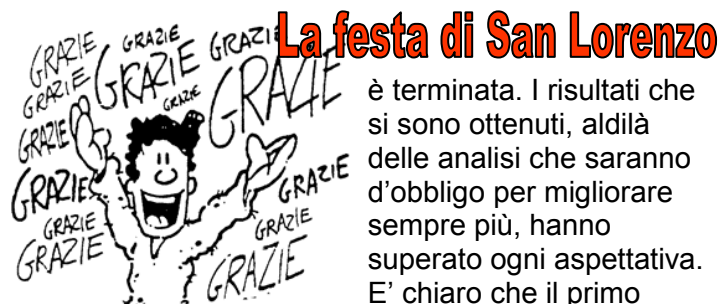 GRAZIE
GRAZIE
GRAZIE
GRAZIE
GRAZIE
GRAZIE
GRAZIE
GRAZIE
GRAZIE
GRAZIE
GRAZIE
GRAZIE
GRAZIE
GRAZIE
La festa di San Lorenzo
è terminata. I risultati che
si sono ottenuti, aldilà
delle analisi che saranno
d’obbligo per migliorare
sempre più, hanno
superato ogni aspettativa.
E’ chiaro che il primo